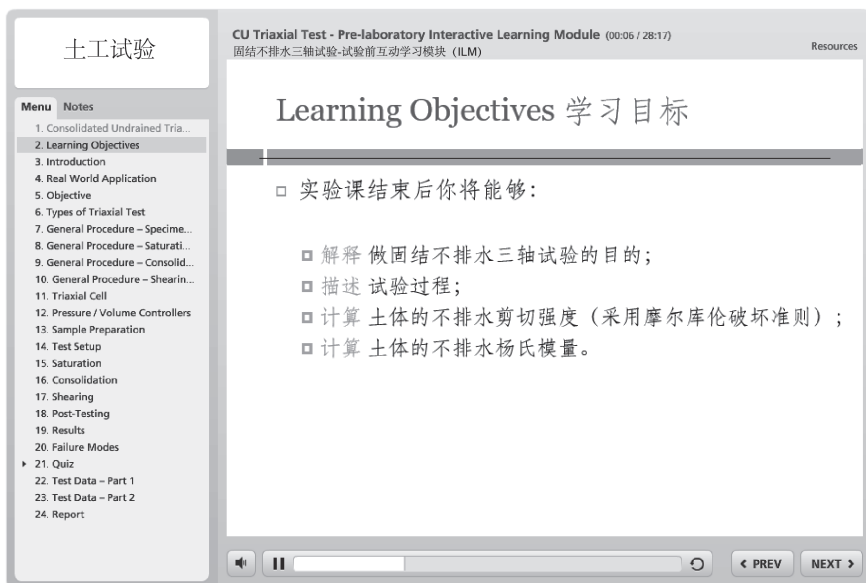 土工试验
CU Triaxial Test - Pre-laboratory Interactive Learning Module (00:06 / 28:17)
固结不排水三轴试验-试验前互动学习模块（ILM）
Resources
Menu Notes
1. Consolidated Undrained Tria...
2. Learning Objectives
3. Introduction
4. Real World Application
5. Objective
6. Types of Triaxial Test
7. General Procedure – Specime...
8. General Procedure – Saturati...
9. General Procedure – Consolid...
10. General Procedure – Shearin...
11. Triaxial Cell
12. Pressure / Volume Controllers
13. Sample Preparation
14. Test Setup
15. Saturation
16. Consolidation
17. Shearing
18. Post-Testing
19. Results
20. Failure Modes
21. Quiz
22. Test Data – Part 1
23. Test Data – Part 2
24. Report
Learning Objectives 学习目标
实验课结束后你将能够：
解释 做固结不排水三轴试验的目的；
描述 试验过程；
计算 土体的不排水剪切强度（采用摩尔库伦破坏准则）；
计算 土体的不排水杨氏模量。
PREV
NEXT